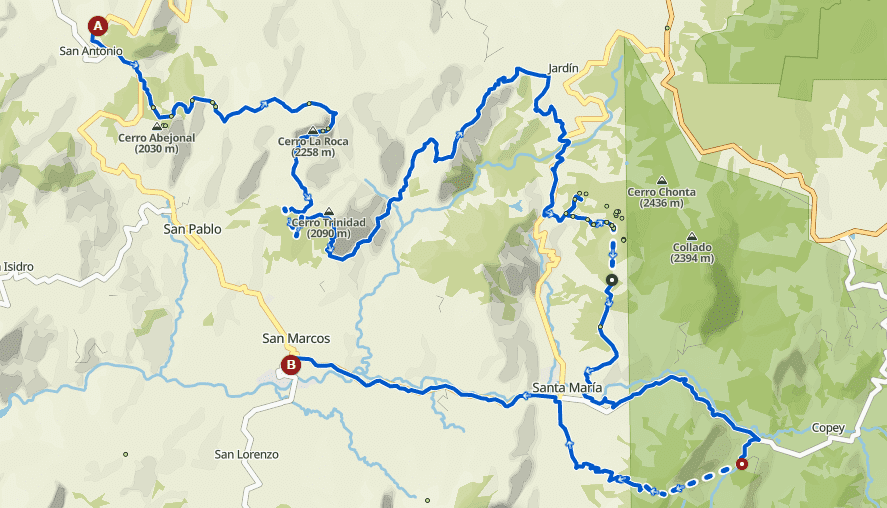 A
San Antonio
Jardín
Cerro Abejonal
(2030 m)
Cerro La Roca
(2258 m)
Cerro Chonta
(2436 m)
Cerro Trinidad
(2090 m)
San Pablo
Collado
(2394 m)
Isidro
San Marcos
B
Santa María
Copey
San Lorenzo